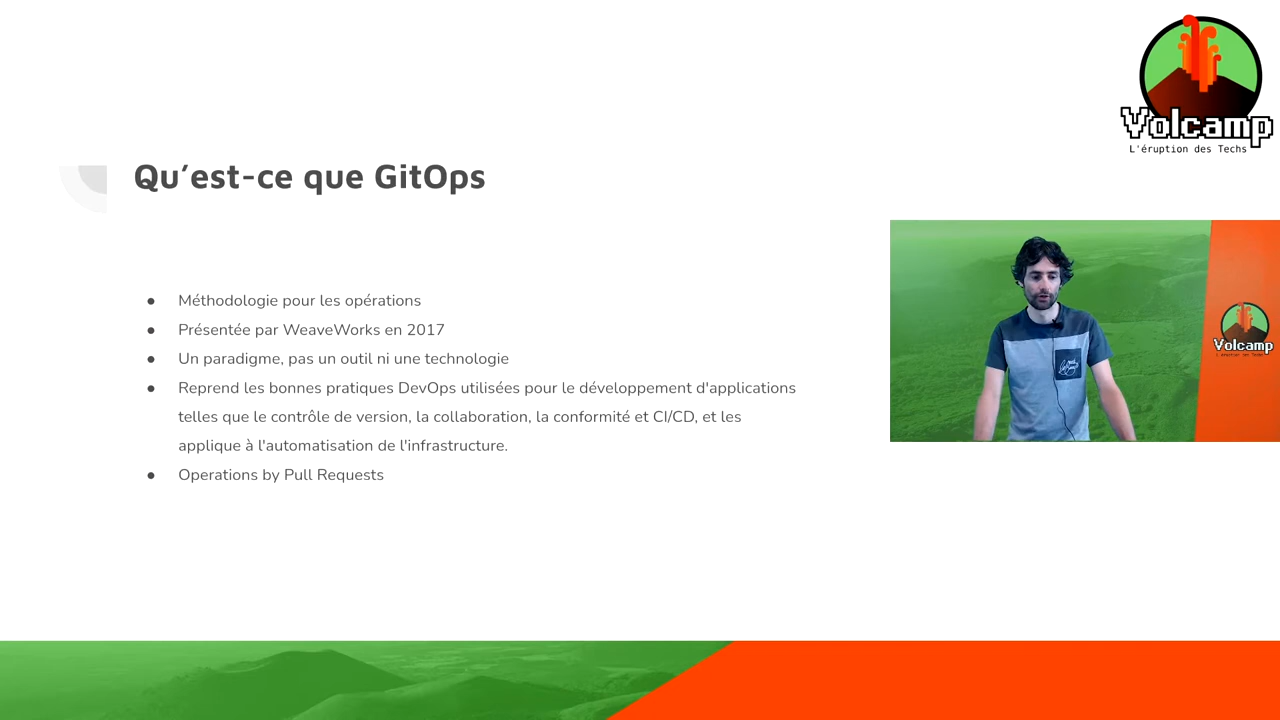 Volcamp
L'éruption des Techs
Qu’est-ce que GitOps
● Méthodologie pour les opérations
● Présentée par WeaveWorks en 2017
● Un paradigme, pas un outil ni une technologie
● Reprend les bonnes pratiques DevOps utilisées pour le développement d'applications
telles que le contrôle de version, la collaboration, la conformité et CI/CD, et les
applique à l'automatisation de l'infrastructure.
● Operations by Pull Requests
Volcamp